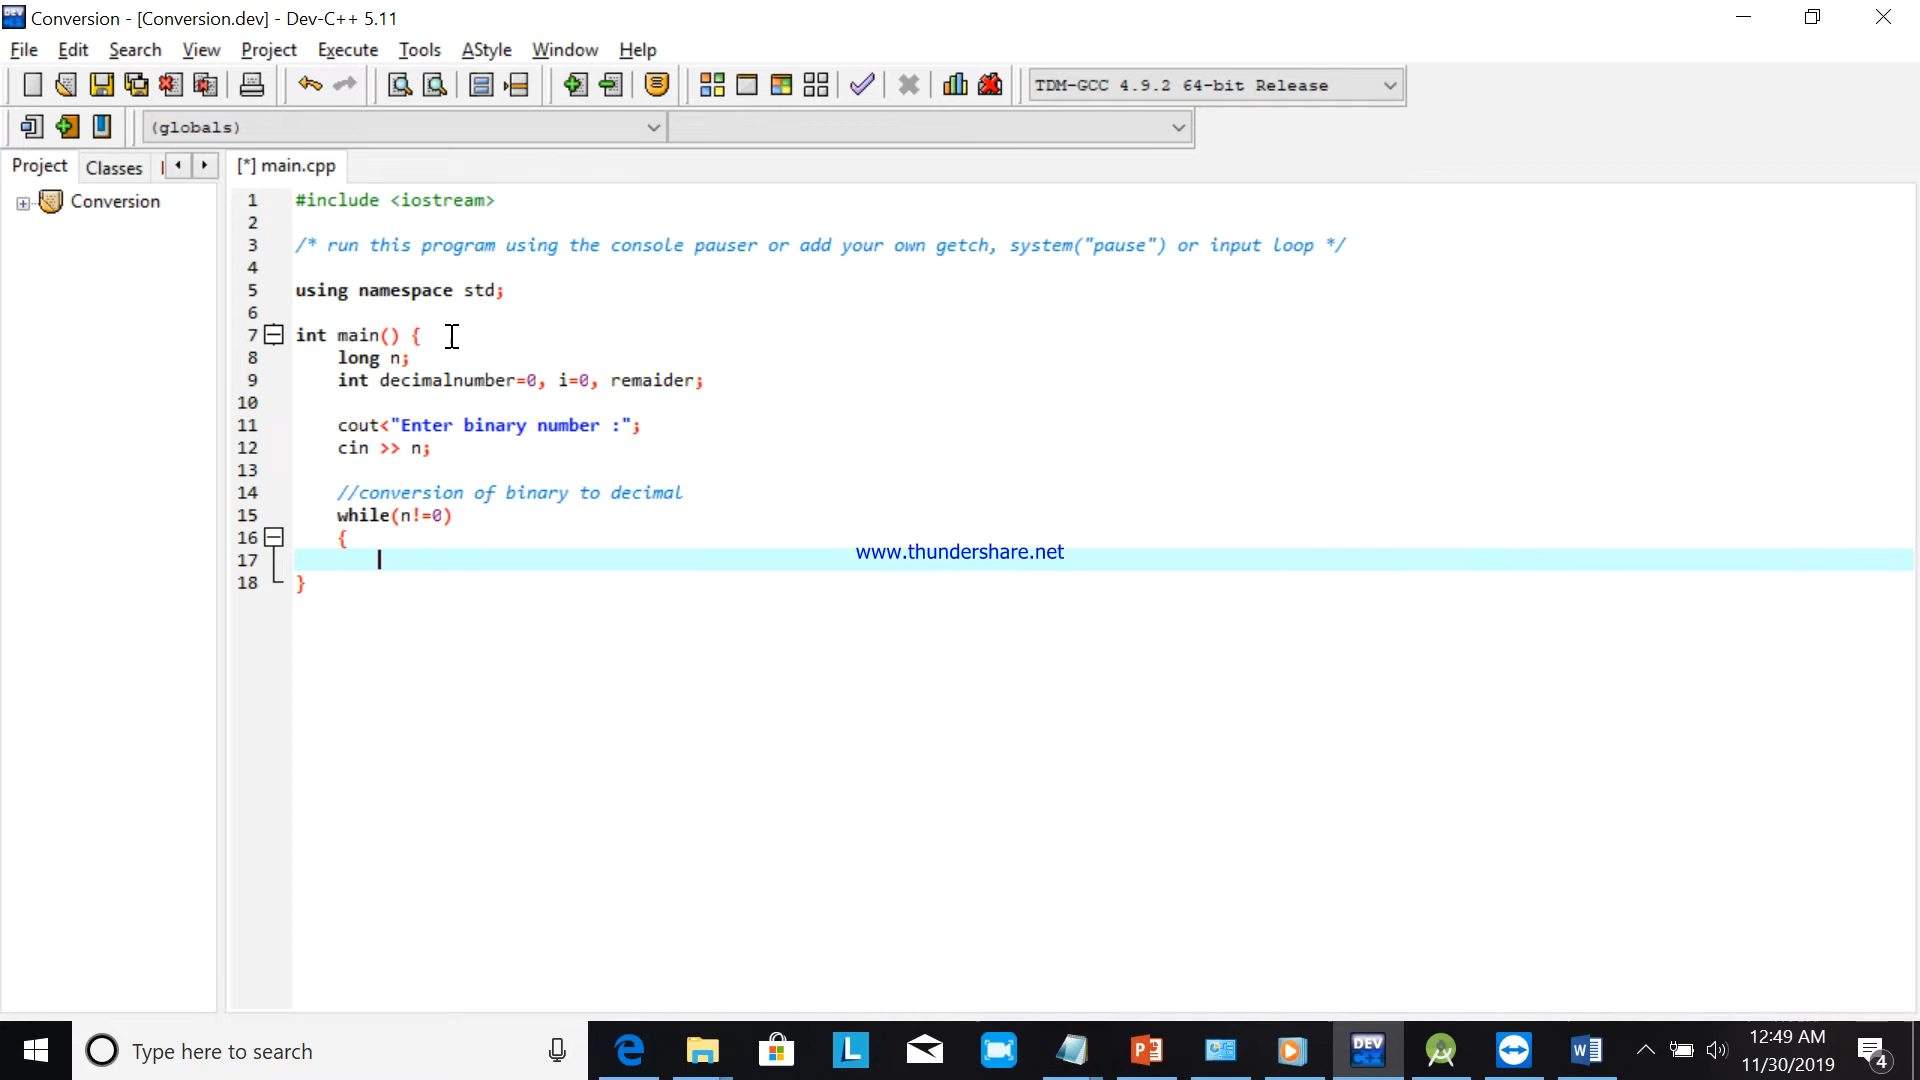 Conversion - [Conversion.dev] - Dev-C++ 5.11
File Edit Search View Project Execute Tools AStyle Window Help
TDM-GCC 4.9.2 64-bit Release
(globals)
Project Classes
[*] main.cpp
Conversion
1 #include <iostream>
2
3 /* run this program using the console pauser or add your own getch, system("pause") or input loop */
4
5 using namespace std;
6
7 int main() {
8 long n;
9 int decimalnumber=0, i=0, remaider;
10
11 cout<"Enter binary number :";
12 cin >> n;
13
14 //conversion of binary to decimal
15 while(n!=0)
16 {
17
18 }
www.thundershare.net
Type here to search
DEV C++
12:49 AM
11/30/2019
4